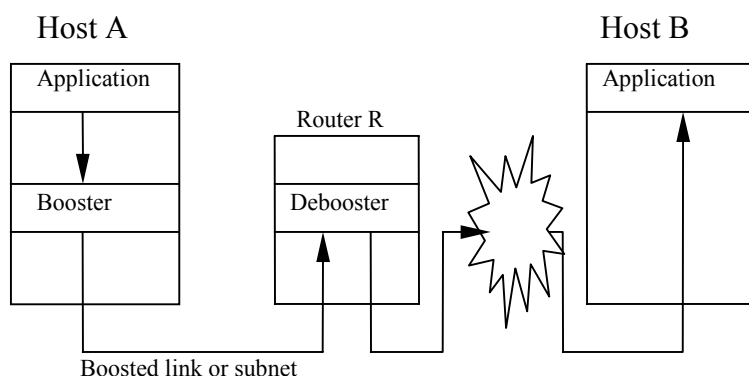 Host A
Host B
Application
Application
Router R
Booster
Debooster
Boosted link or subnet